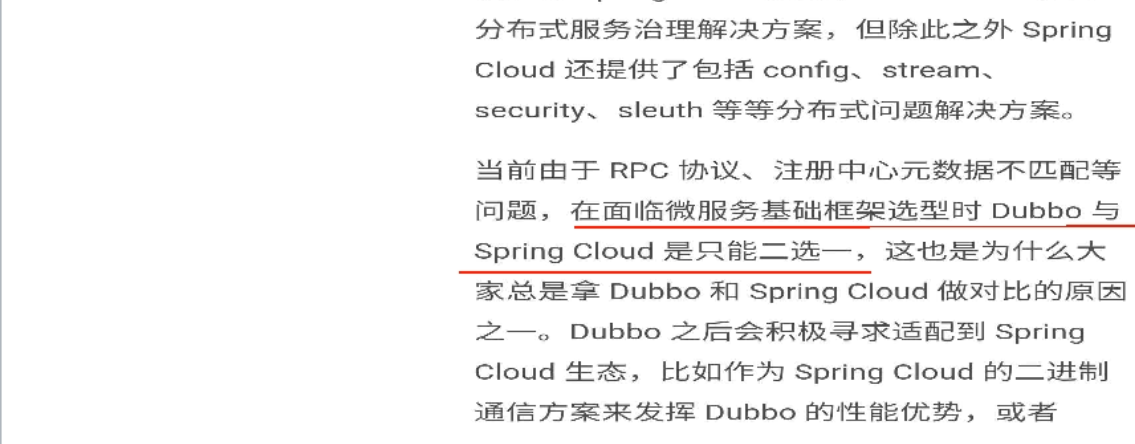 分布式服务治理解决方案，但除此之外 Spring
Cloud 还提供了包括 config、stream、
security、sleuth 等等分布式问题解决方案。
当前由于 RPC 协议、注册中心元数据不匹配等
问题，在面临微服务基础框架选型时 Dubbo 与
Spring Cloud 是只能二选一，这也是为什么大
家总是拿 Dubbo 和 Spring Cloud 做对比的原因
之一。Dubbo 之后会积极寻求适配到 Spring
Cloud 生态，比如作为 Spring Cloud 的二进制
通信方案来发挥 Dubbo 的性能优势，或者